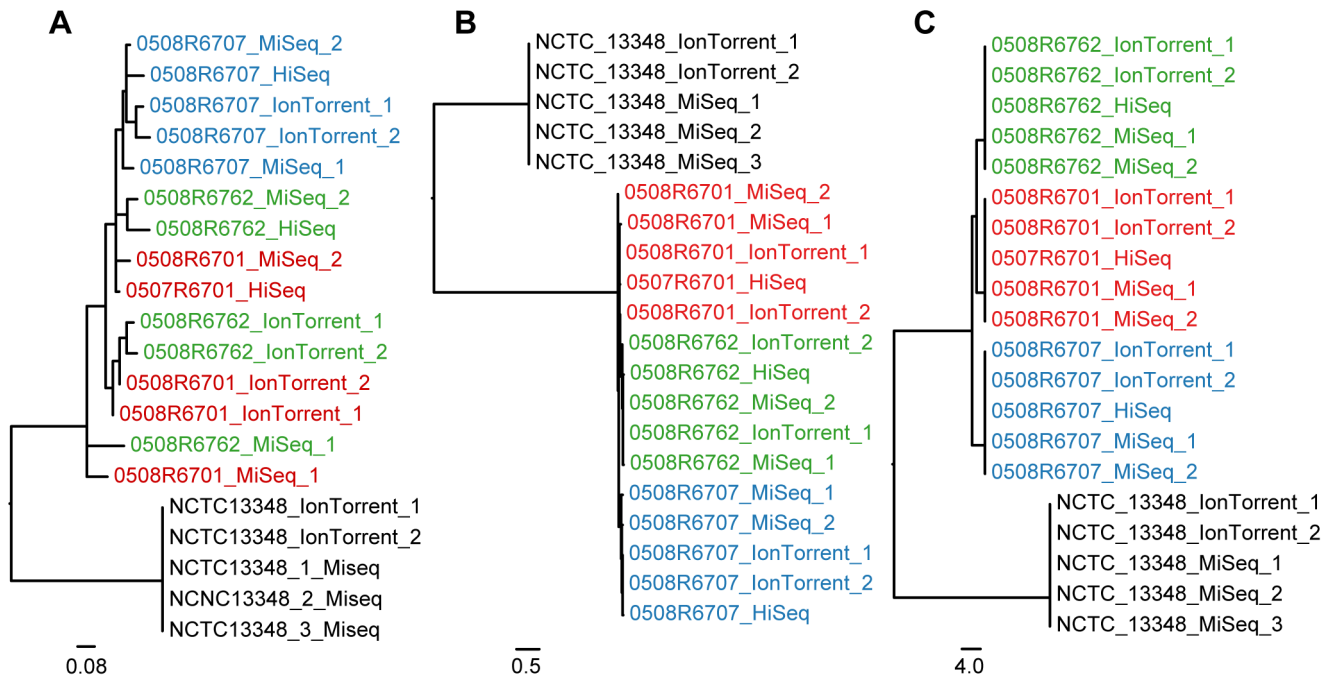 A
0508R6707_MiSeq_2
0508R6707_HiSeq
0508R6707_IonTorrent_1
0508R6707_IonTorrent_2
0508R6707_MiSeq_1
0508R6762_MiSeq_2
0508R6762_HiSeq
0508R6701_MiSeq_2
0507R6701_HiSeq
0508R6762_IonTorrent_1
0508R6762_IonTorrent_2
0508R6701_IonTorrent_2
0508R6701_IonTorrent_1
0508R6762_MiSeq_1
0508R6701_MiSeq_1
NCTC13348_IonTorrent_1
NCTC13348_IonTorrent_2
NCTC13348_1_Miseq
NCNC13348_2_Miseq
NCTC13348_3_Miseq
0.08
B
NCTC_13348_IonTorrent_1
NCTC_13348_IonTorrent_2
NCTC_13348_MiSeq_1
NCTC_13348_MiSeq_2
NCTC_13348_MiSeq_3
0508R6701_MiSeq_2
0508R6701_MiSeq_1
0508R6701_IonTorrent_1
0507R6701_HiSeq
0508R6701_IonTorrent_2
0508R6762_IonTorrent_2
0508R6762_HiSeq
0508R6762_MiSeq_2
0508R6762_IonTorrent_1
0508R6762_MiSeq_1
0508R6707_MiSeq_1
0508R6707_MiSeq_2
0508R6707_IonTorrent_1
0508R6707_IonTorrent_2
0508R6707_HiSeq
0.5
C
0508R6762_IonTorrent_1
0508R6762_IonTorrent_2
0508R6762_HiSeq
0508R6762_MiSeq_1
0508R6762_MiSeq_2
0508R6701_IonTorrent_1
0508R6701_IonTorrent_2
0507R6701_HiSeq
0508R6701_MiSeq_1
0508R6701_MiSeq_2
0508R6707_IonTorrent_1
0508R6707_IonTorrent_2
0508R6707_HiSeq
0508R6707_MiSeq_1
0508R6707_MiSeq_2
NCTC_13348_IonTorrent_1
NCTC_13348_IonTorrent_2
NCTC_13348_MiSeq_1
NCTC_13348_MiSeq_2
NCTC_13348_MiSeq_3
4.0